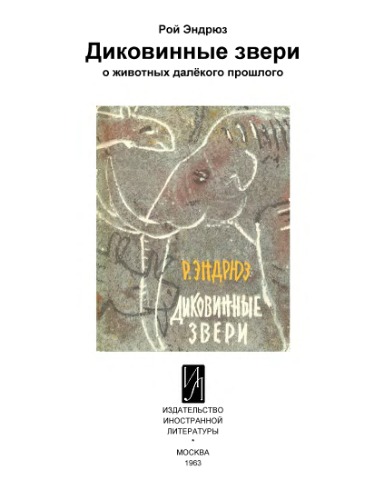 Рой Эндрюз
Диковинные звери
о животных далёкого прошлого
Р. ЭНДРЮЗ
ДИКОВИННЫЕ
ЗВЕРИ
ИЛ
ИЗДАТЕЛЬСТВО
ИНОСТРАННОЙ
ЛИТЕРАТУРЫ
*
МОСКВА
1963